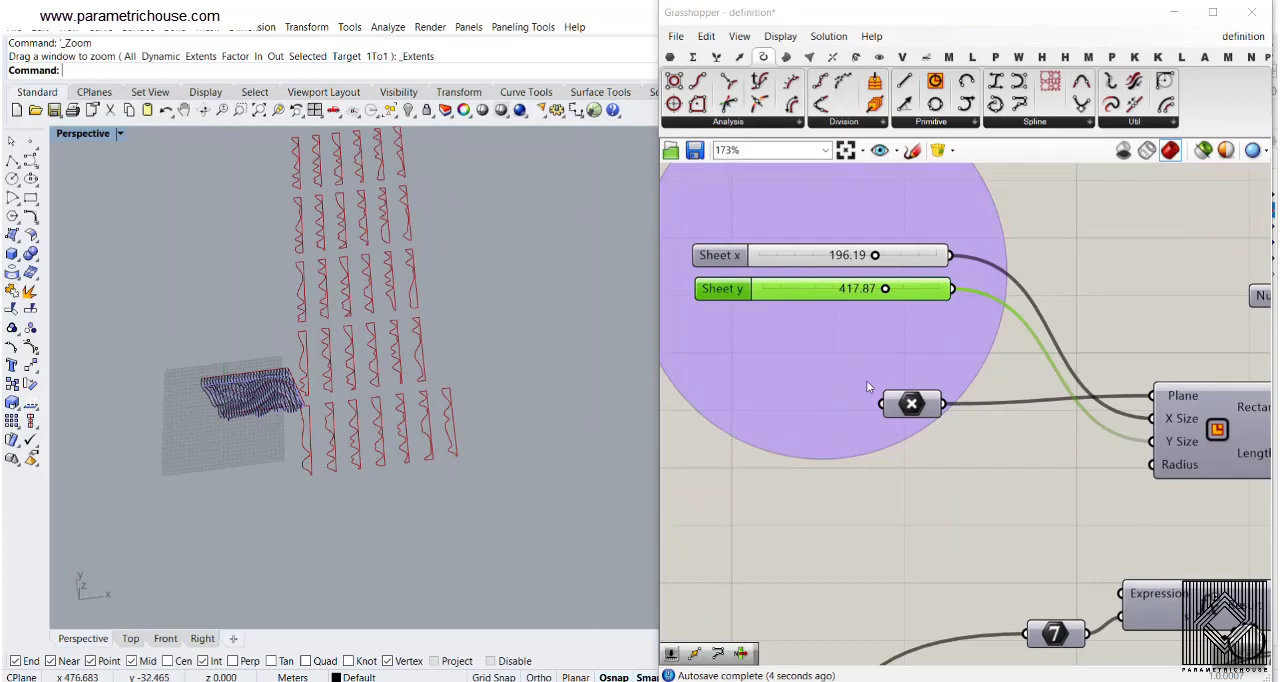 www.parametrichouse.com
Transform Tools Analyze Render Panels Paneling Tools Help
Command: '_Zoom
Drag a window to zoom ( All Dynamic Extents Factor In Out Selected Target 1To1 ): _Extents
Command:
Standard CPlanes Set View Display Select Viewport Layout Visibility Transform Curve Tools Surface Tools
Perspective
y
z
x
Perspective Top Front Right
End Near Point Mid Cen Int Perp Tan Quad Knot Vertex Project Disable
CPlane x 476.683 y -32.465 z 0.000 Meters Default Grid Snap Ortho Planar Osnap
Grasshopper - definition*
File Edit View Display Solution Help definition
V M L P W H H M P K K L A M N P
Analysis Division Primitive Spline Util
173%
Sheet x 196.19
Sheet y 417.87
Plane
X Size
Y Size
Radius
7
Expression
PARAMETRICHOUSE
Autosave complete (4 seconds ago)
1.0.0007